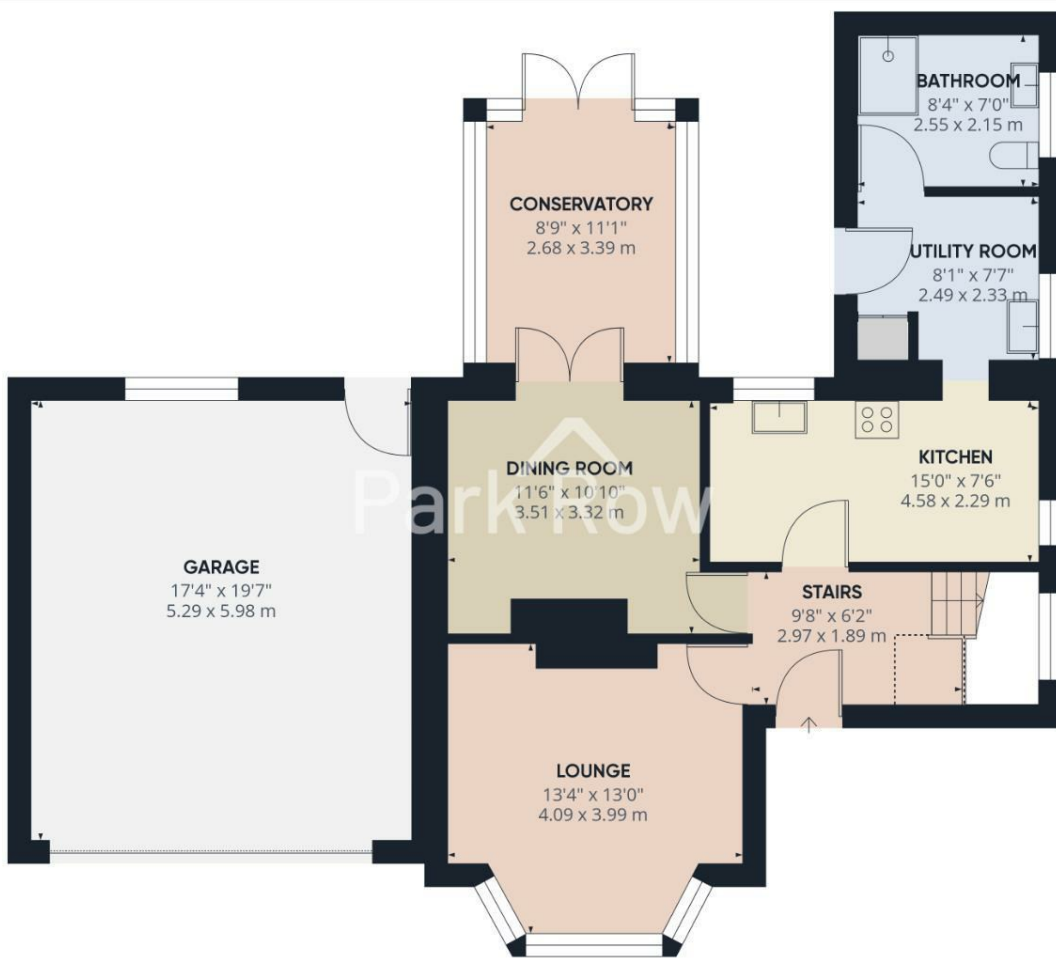 BATHROOM
8'4" x 7'0"
2.55 x 2.15 m
CONSERVATORY
8'9" x 11'1"
2.68 x 3.39 m
UTILITY ROOM
8'1" x 7'7"
2.49 x 2.33 m
DINING ROOM
11'6" x 10'10"
3.51 x 3.32 m
KITCHEN
15'0" x 7'6"
4.58 x 2.29 m
Park Row
GARAGE
17'4" x 19'7"
5.29 x 5.98 m
STAIRS
9'8" x 6'2"
2.97 x 1.89 m
LOUNGE
13'4" x 13'0"
4.09 x 3.99 m